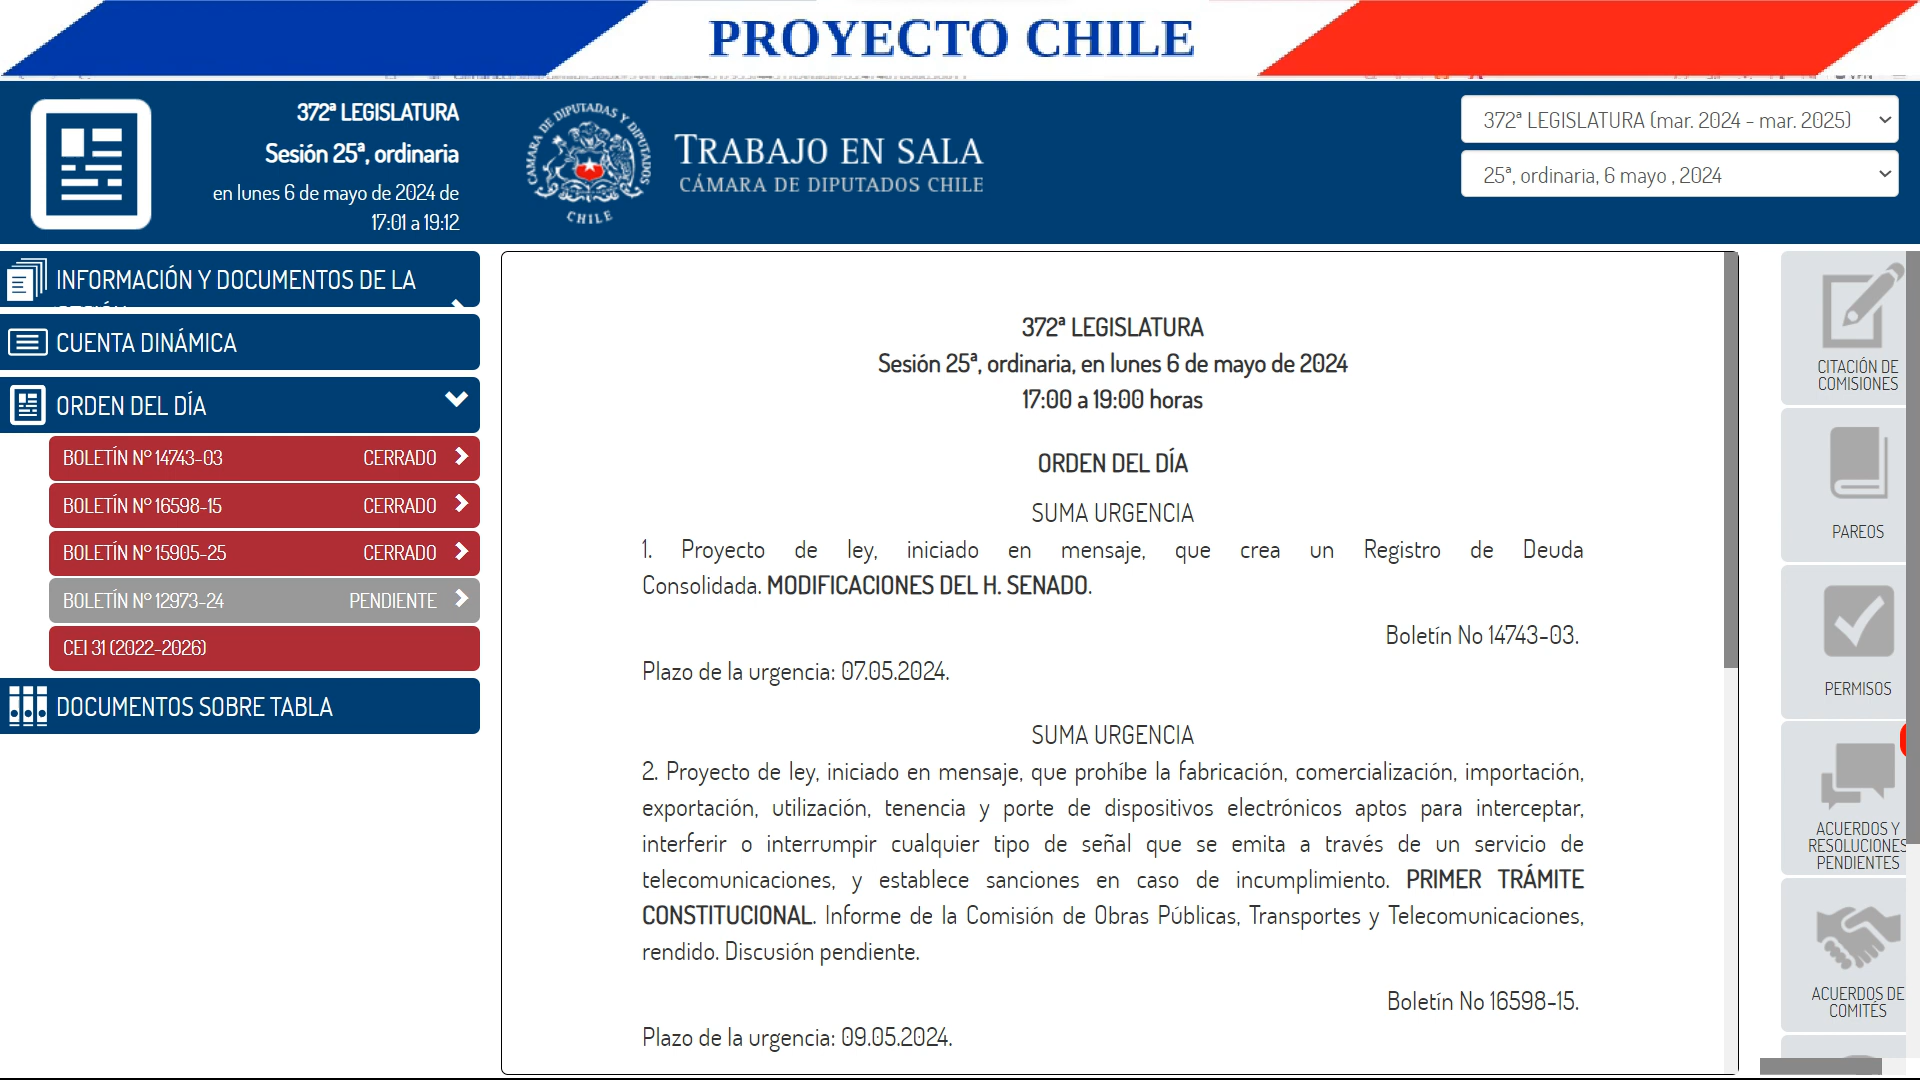 PROYECTO CHILE
372ª LEGISLATURA
Sesión 25ª, ordinaria
en lunes 6 de mayo de 2024 de
17:01 a 19:12
CÁMARA DE DIPUTADAS Y DIPUTADOS
CHILE
TRABAJO EN SALA
CÁMARA DE DIPUTADOS CHILE
372ª LEGISLATURA (mar. 2024 - mar. 2025)
25ª, ordinaria, 6 mayo , 2024
INFORMACIÓN Y DOCUMENTOS DE LA
CUENTA DINÁMICA
ORDEN DEL DÍA
BOLETÍN Nº 14743-03 CERRADO
BOLETÍN Nº 16598-15 CERRADO
BOLETÍN Nº 15905-25 CERRADO
BOLETÍN Nº 12973-24 PENDIENTE
CEI 31 (2022-2026)
DOCUMENTOS SOBRE TABLA
372ª LEGISLATURA
Sesión 25ª, ordinaria, en lunes 6 de mayo de 2024
17:00 a 19:00 horas
ORDEN DEL DÍA
SUMA URGENCIA
1. Proyecto de ley, iniciado en mensaje, que crea un Registro de Deuda
Consolidada. MODIFICACIONES DEL H. SENADO.
Boletín No 14743-03.
Plazo de la urgencia: 07.05.2024.
SUMA URGENCIA
2. Proyecto de ley, iniciado en mensaje, que prohíbe la fabricación, comercialización, importación,
exportación, utilización, tenencia y porte de dispositivos electrónicos aptos para interceptar,
interferir o interrumpir cualquier tipo de señal que se emita a través de un servicio de
telecomunicaciones, y establece sanciones en caso de incumplimiento. PRIMER TRÁMITE
CONSTITUCIONAL. Informe de la Comisión de Obras Públicas, Transportes y Telecomunicaciones,
rendido. Discusión pendiente.
Boletín No 16598-15.
Plazo de la urgencia: 09.05.2024.
CITACIÓN DE
COMISIONES
PAREOS
PERMISOS
ACUERDOS Y
RESOLUCIONES
PENDIENTES
ACUERDOS DE
COMITÉS